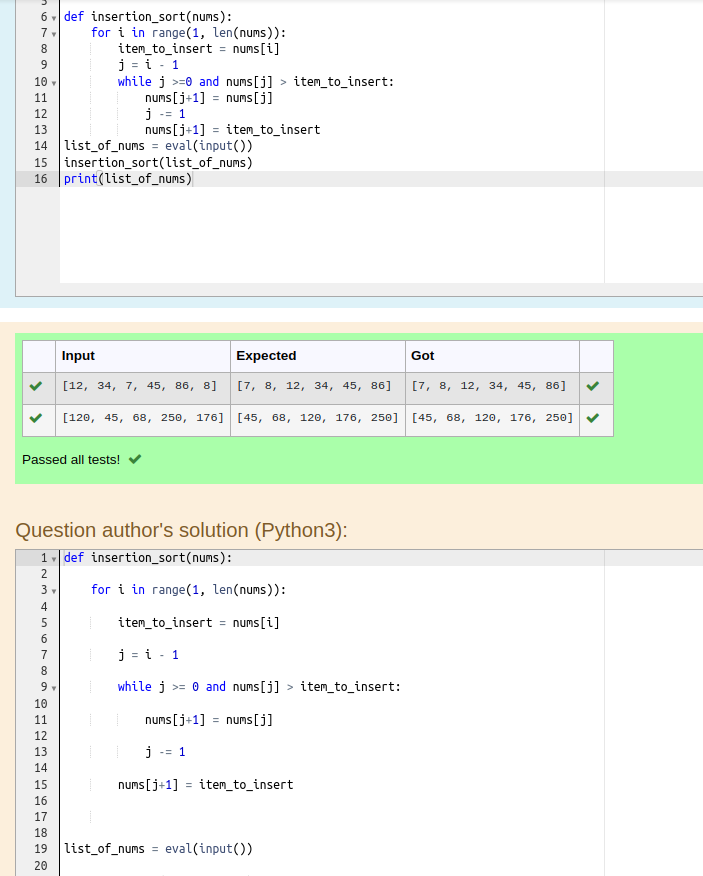 5
6 def insertion_sort(nums):
7 for i in range(1, len(nums)):
8 item_to_insert = nums[i]
9 j = i - 1
10 while j >=0 and nums[j] > item_to_insert:
11 nums[j+1] = nums[j]
12 j -= 1
13 nums[j+1] = item_to_insert
14 list_of_nums = eval(input())
15 insertion_sort(list_of_nums)
16 print(list_of_nums)
Input Expected Got
[12, 34, 7, 45, 86, 8] [7, 8, 12, 34, 45, 86] [7, 8, 12, 34, 45, 86]
[120, 45, 68, 250, 176] [45, 68, 120, 176, 250] [45, 68, 120, 176, 250]
Passed all tests!
Question author's solution (Python3):
1 def insertion_sort(nums):
2
3 for i in range(1, len(nums)):
4
5 item_to_insert = nums[i]
6
7 j = i - 1
8
9 while j >= 0 and nums[j] > item_to_insert:
10
11 nums[j+1] = nums[j]
12
13 j -= 1
14
15 nums[j+1] = item_to_insert
16
17
18
19 list_of_nums = eval(input())
20